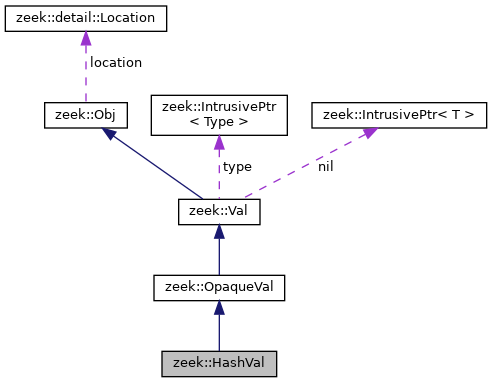 zeek::detail::Location
location
zeek::Obj
zeek::IntrusivePtr
< Type >
zeek::IntrusivePtr< T >
type
nil
zeek::Val
zeek::OpaqueVal
zeek::HashVal